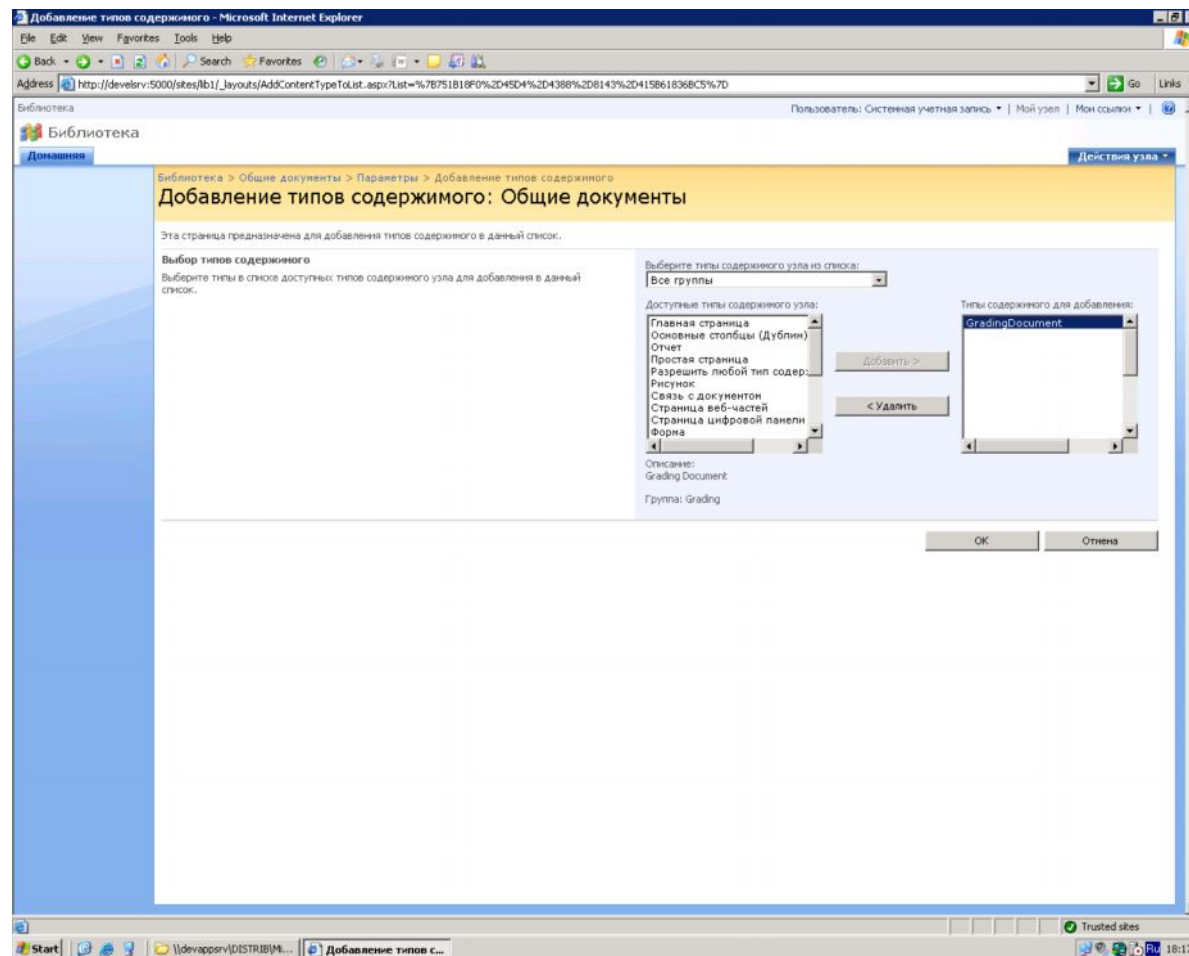 Добавление типов содержимого - Microsoft Internet Explorer
File Edit View Favorites Tools Help
Back Search Favorites
Address http://develsrv:5000/sites/lib1/_layouts/AddContentTypeToList.aspx?List=%7B751B18F0%2D45D4%2D4388%2D8143%2D415B61836BC5%7D Go Links
Библиотека Пользователь: Системная учетная запись | Мой узел | Мои ссылки |
Библиотека
Домашняя Действия узла
Библиотека > Общие документы > Параметры > Добавление типов содержимого
Добавление типов содержимого: Общие документы
Эта страница предназначена для добавления типов содержимого в данный список.
Выбор типов содержимого
Выберите типы в списке доступных типов содержимого узла для добавления в данный
список.
Выберите типы содержимого узла из списка:
Все группы
Доступные типы содержимого узла:
Главная страница
Основные столбцы (Дублин)
Отчет
Простая страница
Разрешить любой тип содер:
Рисунок
Связь с документом
Страница веб-частей
Страница цифровой панели
Форма
Добавить >
< Удалить
Типы содержимого для добавления:
GradingDocument
Описание:
Grading Document
Группа: Grading
OK Отмена
Trusted sites
Start \\devappsrv\DISTRIB\Mi... Добавление типов с... Ru 18:17